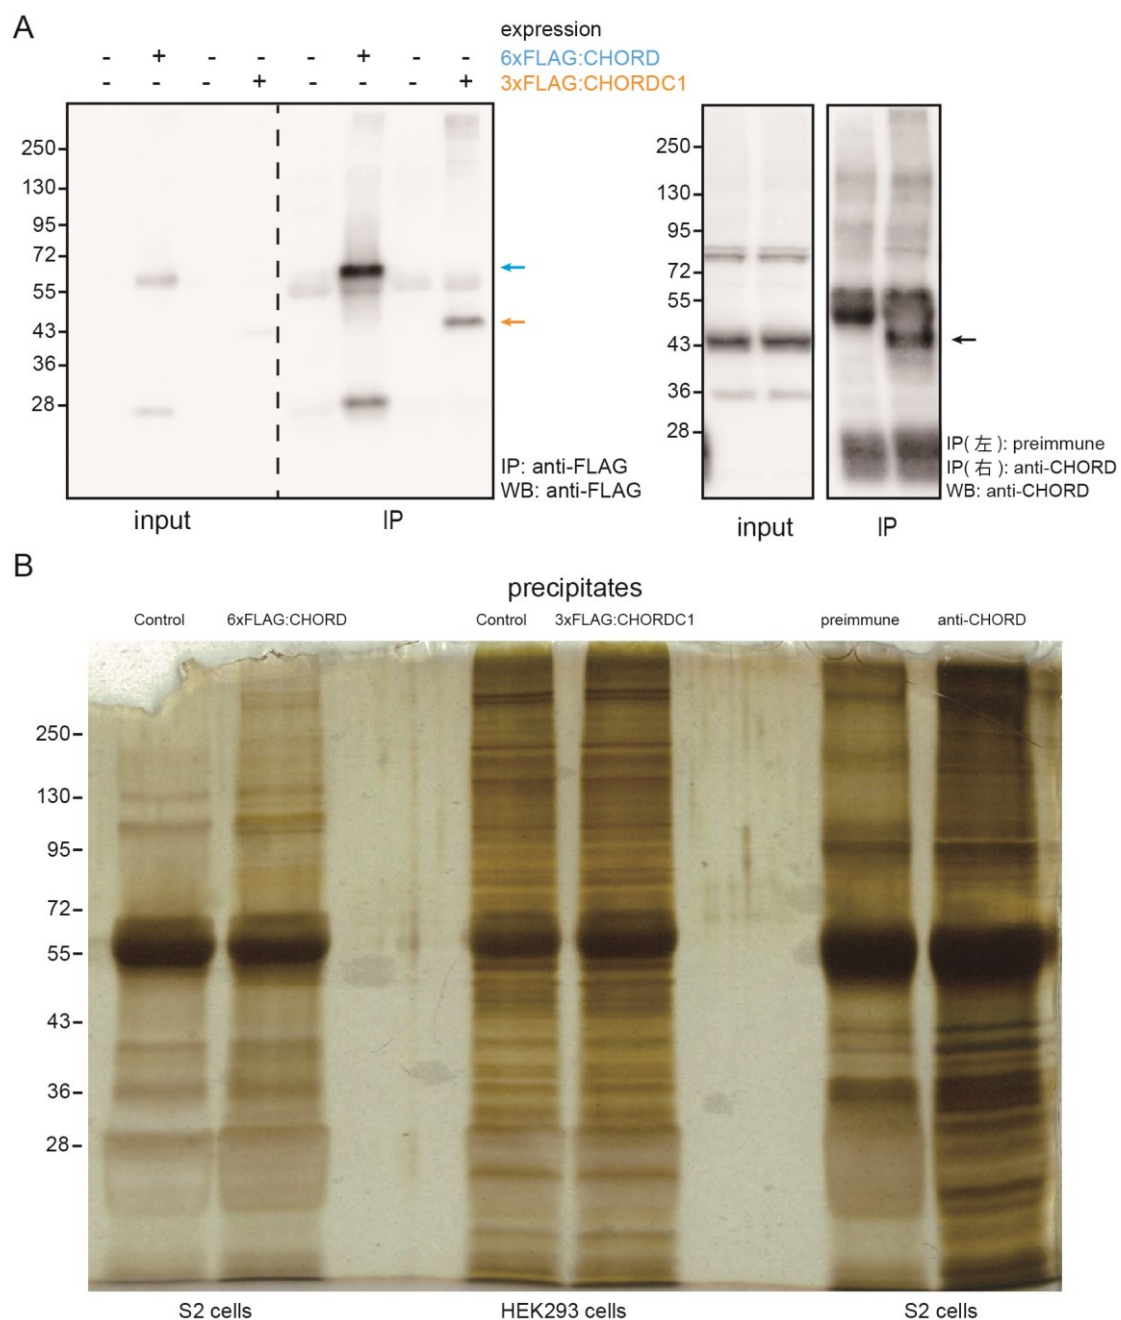 A
expression
- + - - - + - - 6xFLAG:CHORD
- - - + - - - + 3xFLAG:CHORDC1
250
130
95
72
55
43
36
28
IP: anti-FLAG
WB: anti-FLAG
input IP
250
130
95
72
55
43
36
28
IP(左): preimmune
IP(右): anti-CHORD
WB: anti-CHORD
input IP
B
precipitates
Control 6xFLAG:CHORD Control 3xFLAG:CHORDC1 preimmune anti-CHORD
250
130
95
72
55
43
36
28
S2 cells HEK293 cells S2 cells